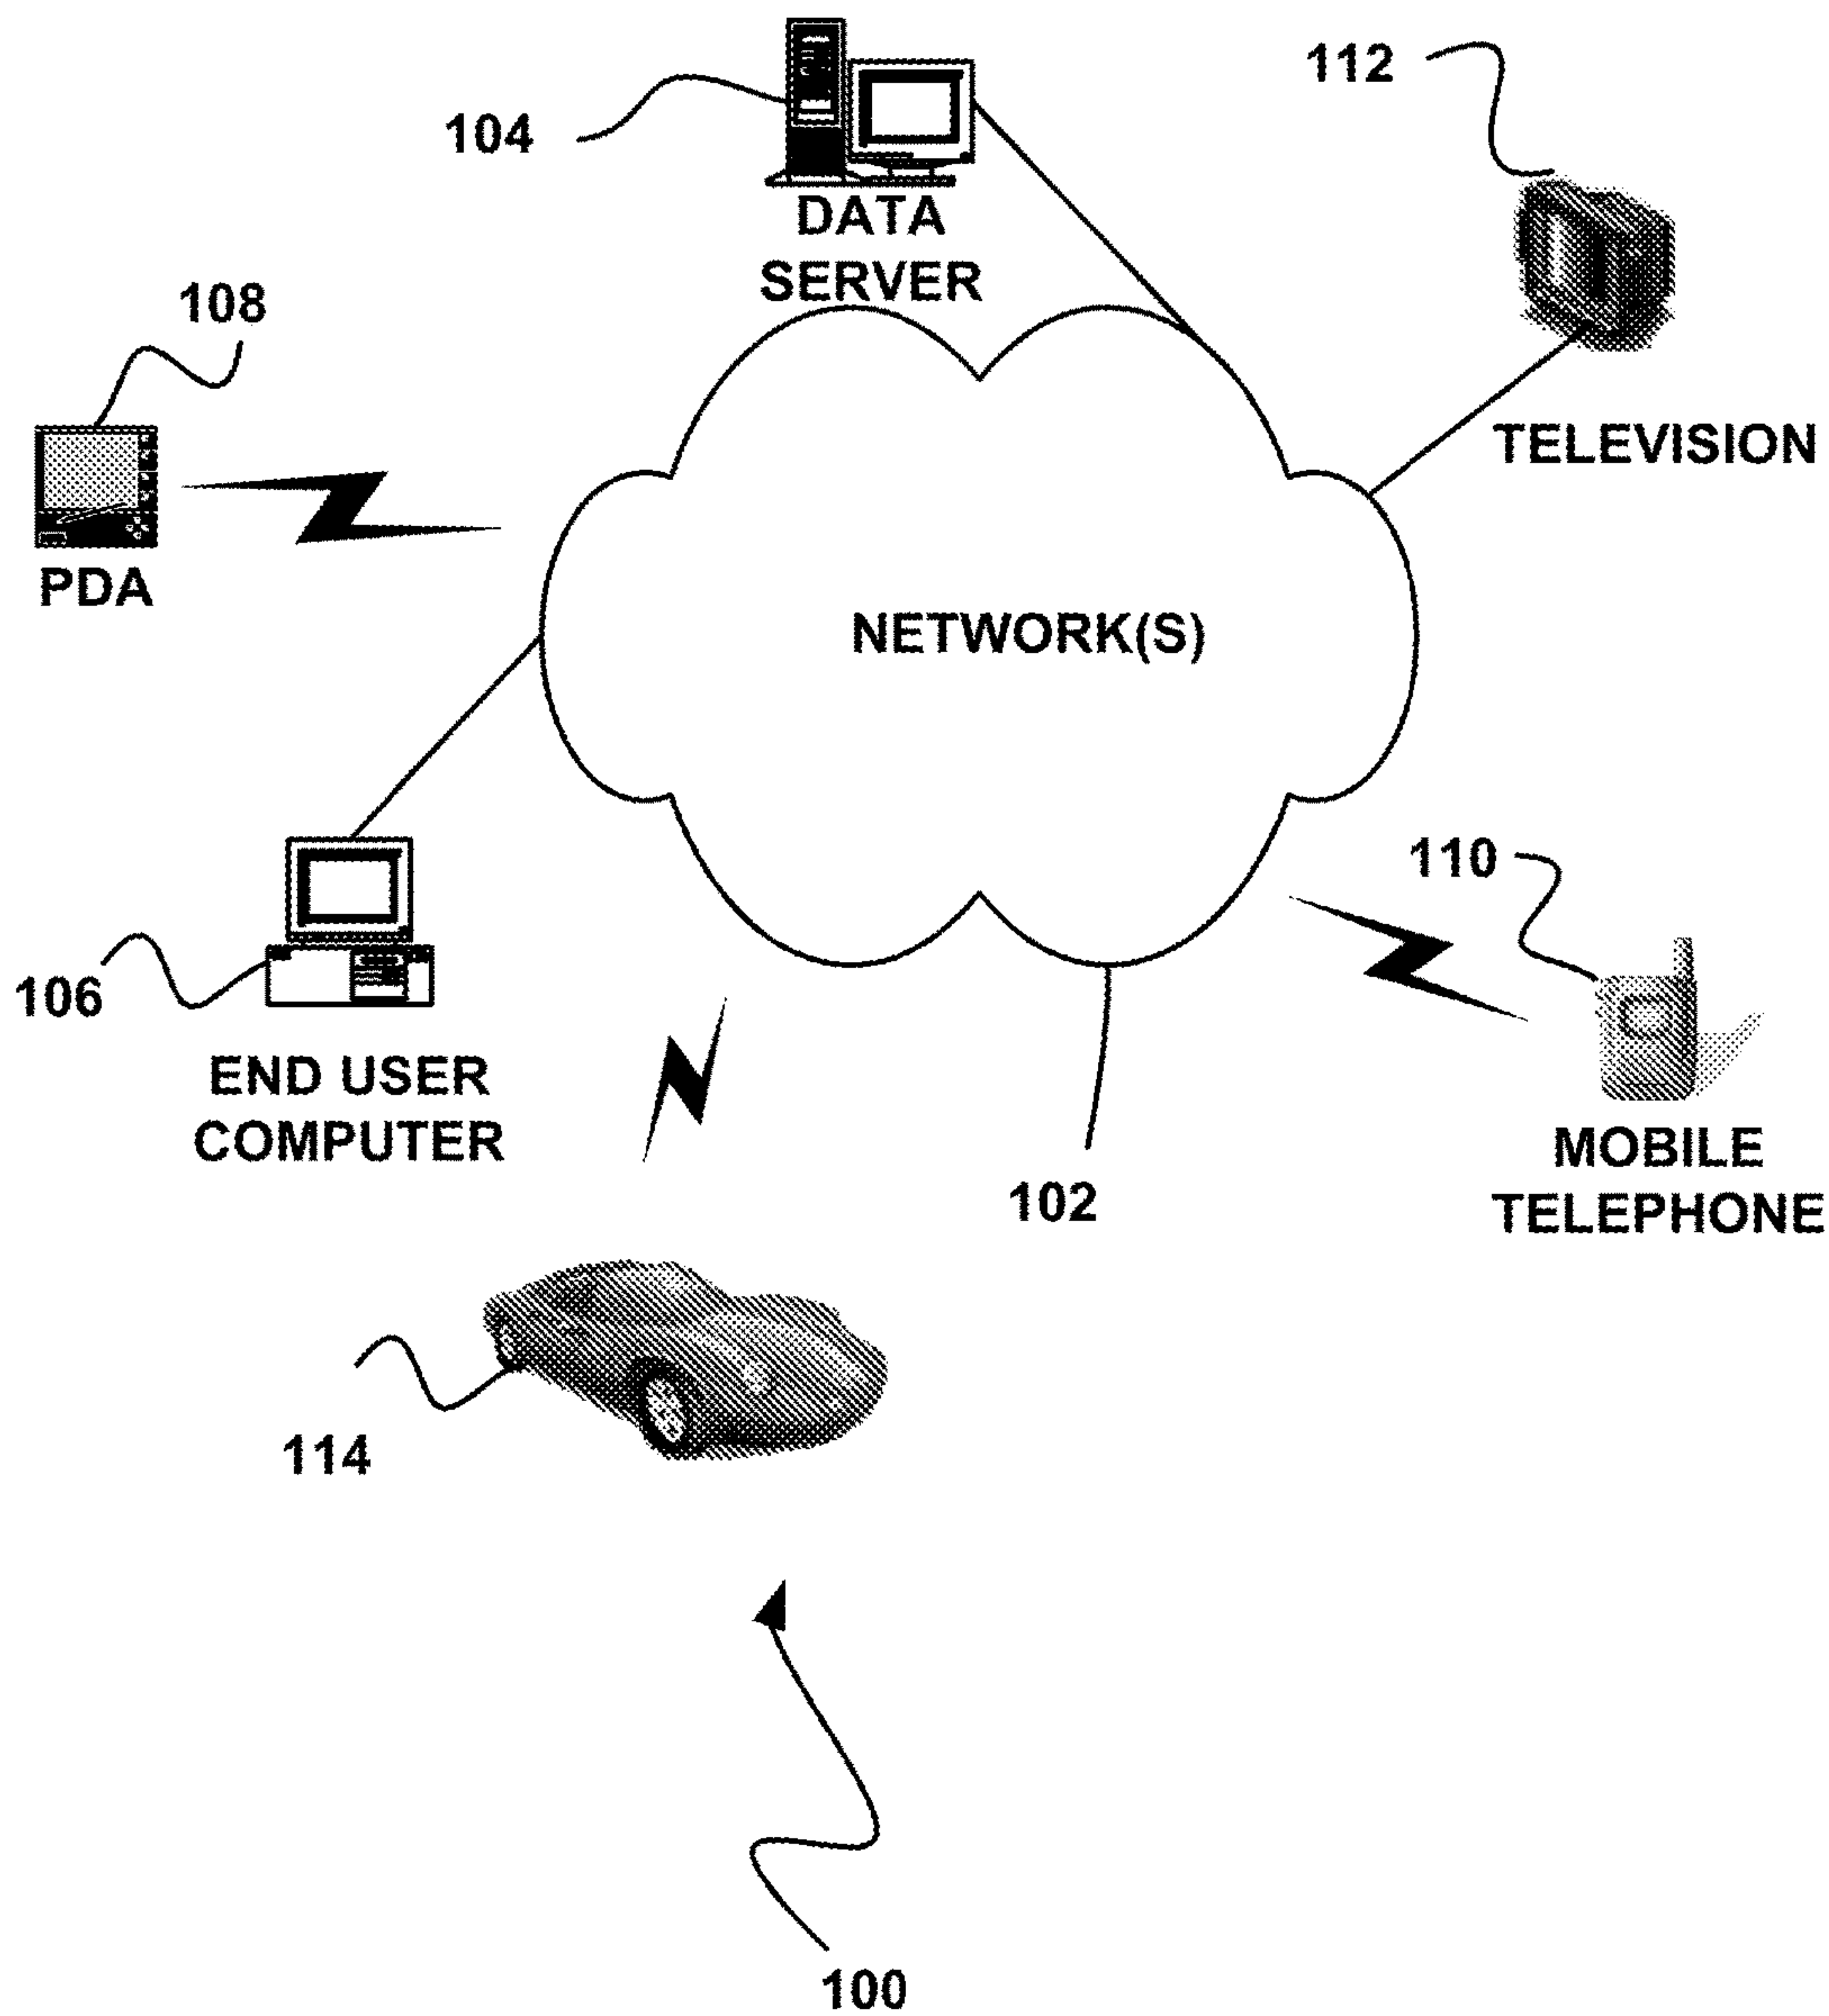 112
104
DATA
SERVER
108
TELEVISION
PDA
NETWORK(S)
110
106
END USER
COMPUTER
MOBILE
TELEPHONE
102
114
100